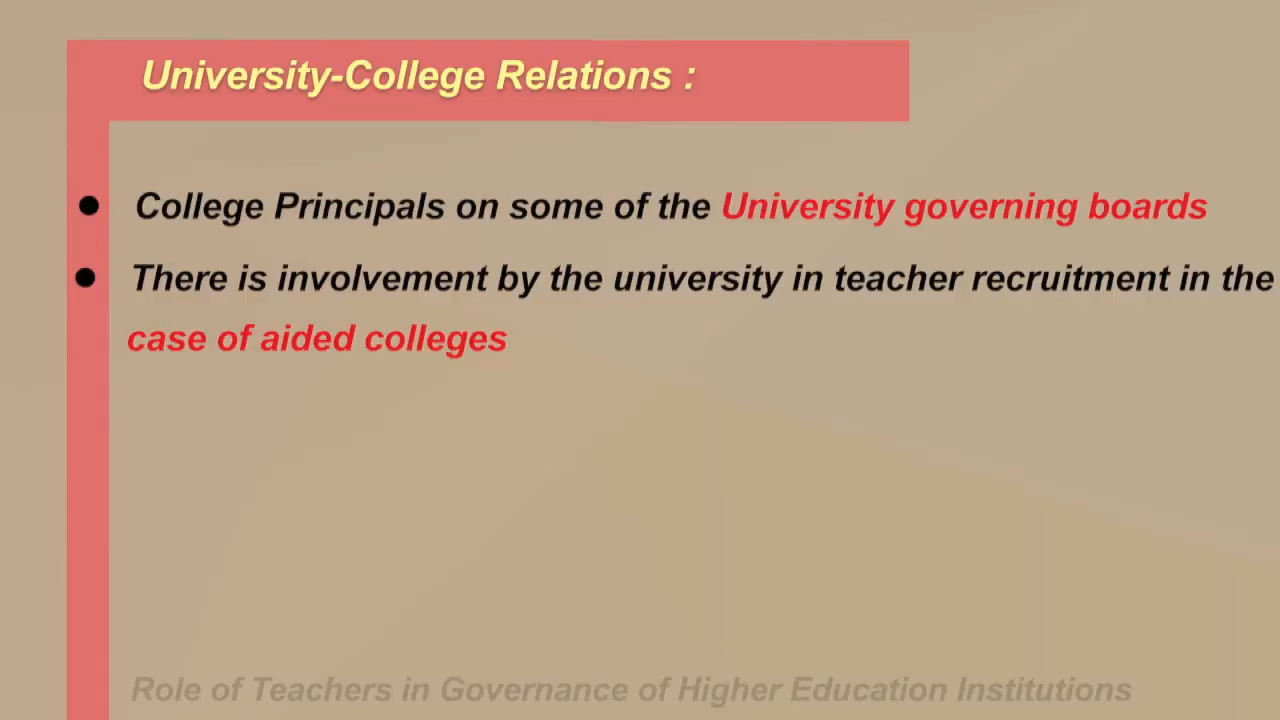 University-College Relations :
● College Principals on some of the University governing boards
● There is involvement by the university in teacher recruitment in the
case of aided colleges
Role of Teachers in Governance of Higher Education Institutions